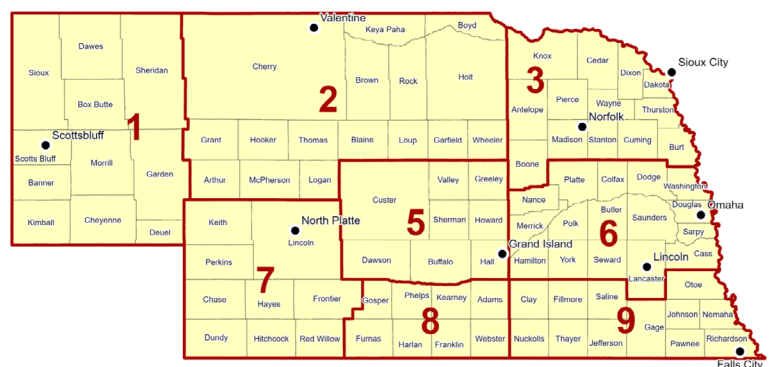 Valentine
Dawes
Keya Paha
Boyd
Sioux
Sheridan
Cherry
Knox
Cedar
Dixon
Sioux City
Dakota
Box Butte
Brown
Rock
Holt
3
Antelope
Pierce
Wayne
Thurston
1
2
Norfolk
Scottsbluff
Grant
Hooker
Thomas
Blaine
Loup
Garfield
Wheeler
Madison
Stanton
Cuming
Burt
Scotts Bluff
Morrill
Garden
Boone
Banner
Arthur
McPherson
Logan
Custer
Valley
Greeley
Platte
Colfax
Dodge
Washington
Nance
Kimball
Cheyenne
Deuel
Keith
North Platte
Lincoln
5
Sherman
Howard
Merrick
Polk
Butler
Saunders
Douglas
Omaha
6
Sarpy
Perkins
7
Dawson
Buffalo
Hall
Grand Island
Hamilton
York
Seward
Lincoln
Lancaster
Cass
Chase
Hayes
Frontier
Gosper
Phelps
Kearney
Adams
Clay
Fillmore
Saline
Otoe
8
9
Gage
Johnson
Nemaha
Dundy
Hitchcock
Red Willow
Furnas
Harlan
Franklin
Webster
Nuckolls
Thayer
Jefferson
Pawnee
Richardson
Falls City